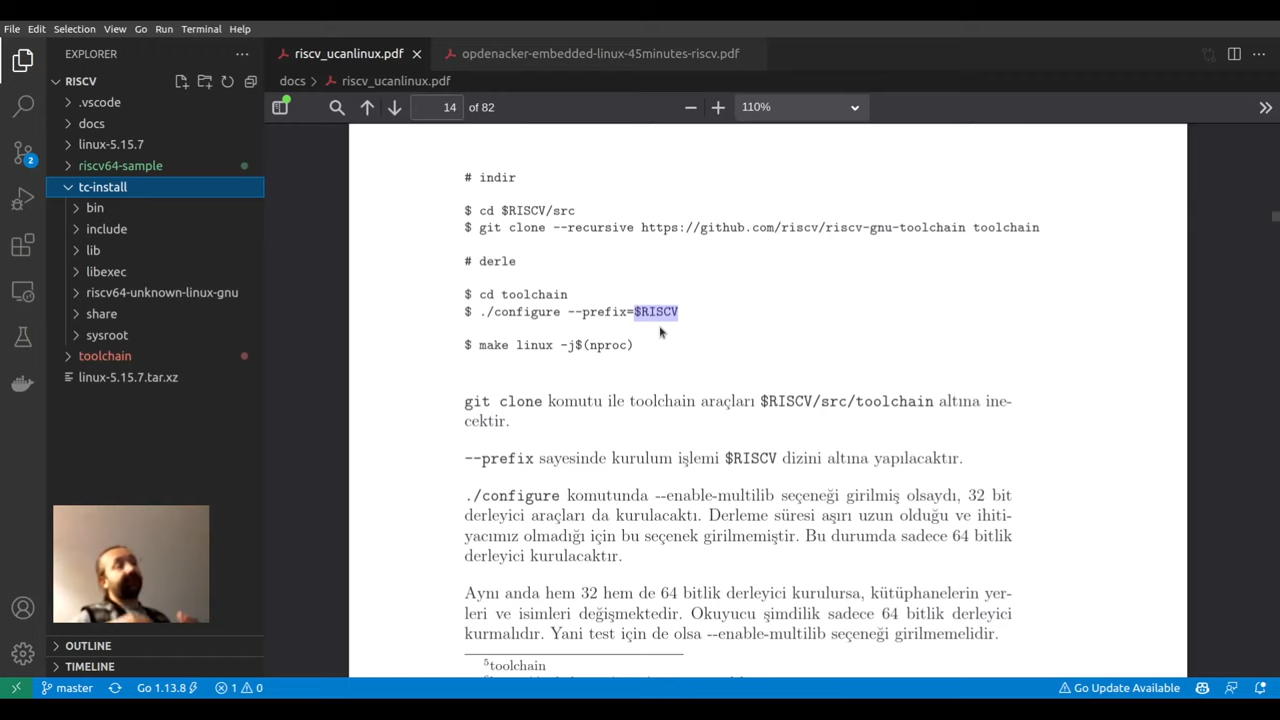 File Edit Selection View Go Run Terminal Help
EXPLORER
RISCV
.vscode
docs
linux-5.15.7
riscv64-sample
tc-install
bin
include
lib
libexec
riscv64-unknown-linux-gnu
share
sysroot
toolchain
linux-5.15.7.tar.xz
OUTLINE
TIMELINE
2
riscv_ucanlinux.pdf
opdenacker-embedded-linux-45minutes-riscv.pdf
docs > riscv_ucanlinux.pdf
14 of 82
110%
# indir
$ cd $RISCV/src
$ git clone --recursive https://github.com/riscv/riscv-gnu-toolchain toolchain
# derle
$ cd toolchain
$ ./configure --prefix=$RISCV
$ make linux -j$(nproc)
git clone komutu ile toolchain araçları $RISCV/src/toolchain altına ine-
cektir.
--prefix sayesinde kurulum işlemi $RISCV dizini altına yapılacaktır.
./configure komutunda --enable-multilib seçeneği girilmiş olsaydı, 32 bit
derleyici araçları da kurulacaktı. Derleme süresi aşırı uzun olduğu ve ihiti-
yacımız olmadığı için bu seçenek girilmemiştir. Bu durumda sadece 64 bitlik
derleyici kurulacaktır.
Aynı anda hem 32 hem de 64 bitlik derleyici kurulursa, kütüphanelerin yer-
leri ve isimleri değişmektedir. Okuyucu şimdilik sadece 64 bitlik derleyici
kurmalıdır. Yani test için de olsa --enable-multilib seçeneği girilmemelidir.
5toolchain
master Go 1.13.8 1 0 Go Update Available